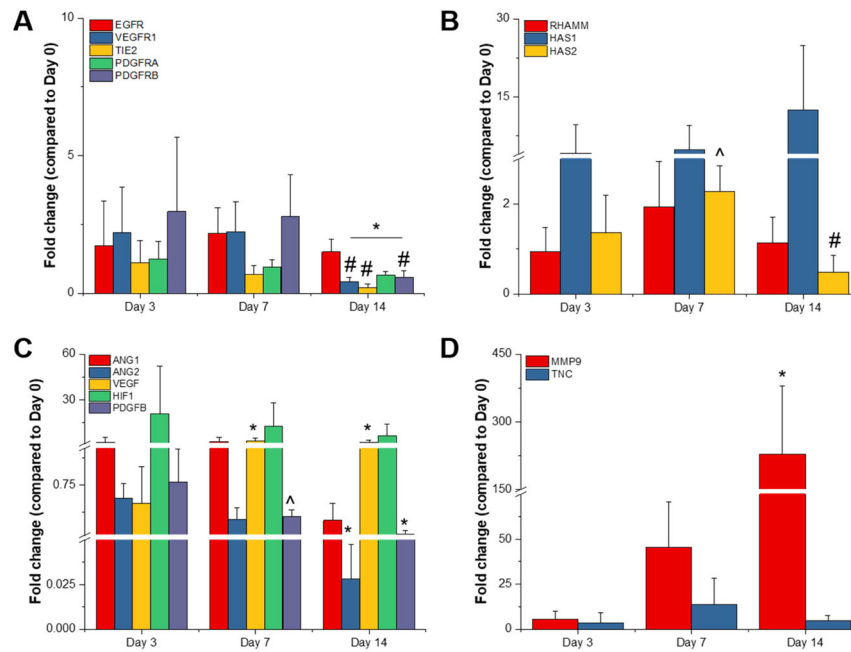 A
Fold change (compared to Day 0)
10
5
0
EGFR
VEGFR1
TIE2
PDGFRA
PDGFRB
*
# # #
Day 3 Day 7 Day 14
B
Fold change (compared to Day 0)
30
15
2
0
RHAMM
HAS1
HAS2
^
#
Day 3 Day 7 Day 14
C
Fold change (compared to Day 0)
60
30
0.75
0.025
0.000
ANG1
ANG2
VEGF
HIF1
PDGFB
* *
^ * *
Day 3 Day 7 Day 14
D
Fold change (compared to Day 0)
450
300
150
50
25
0
MMP9
TNC
*
Day 3 Day 7 Day 14